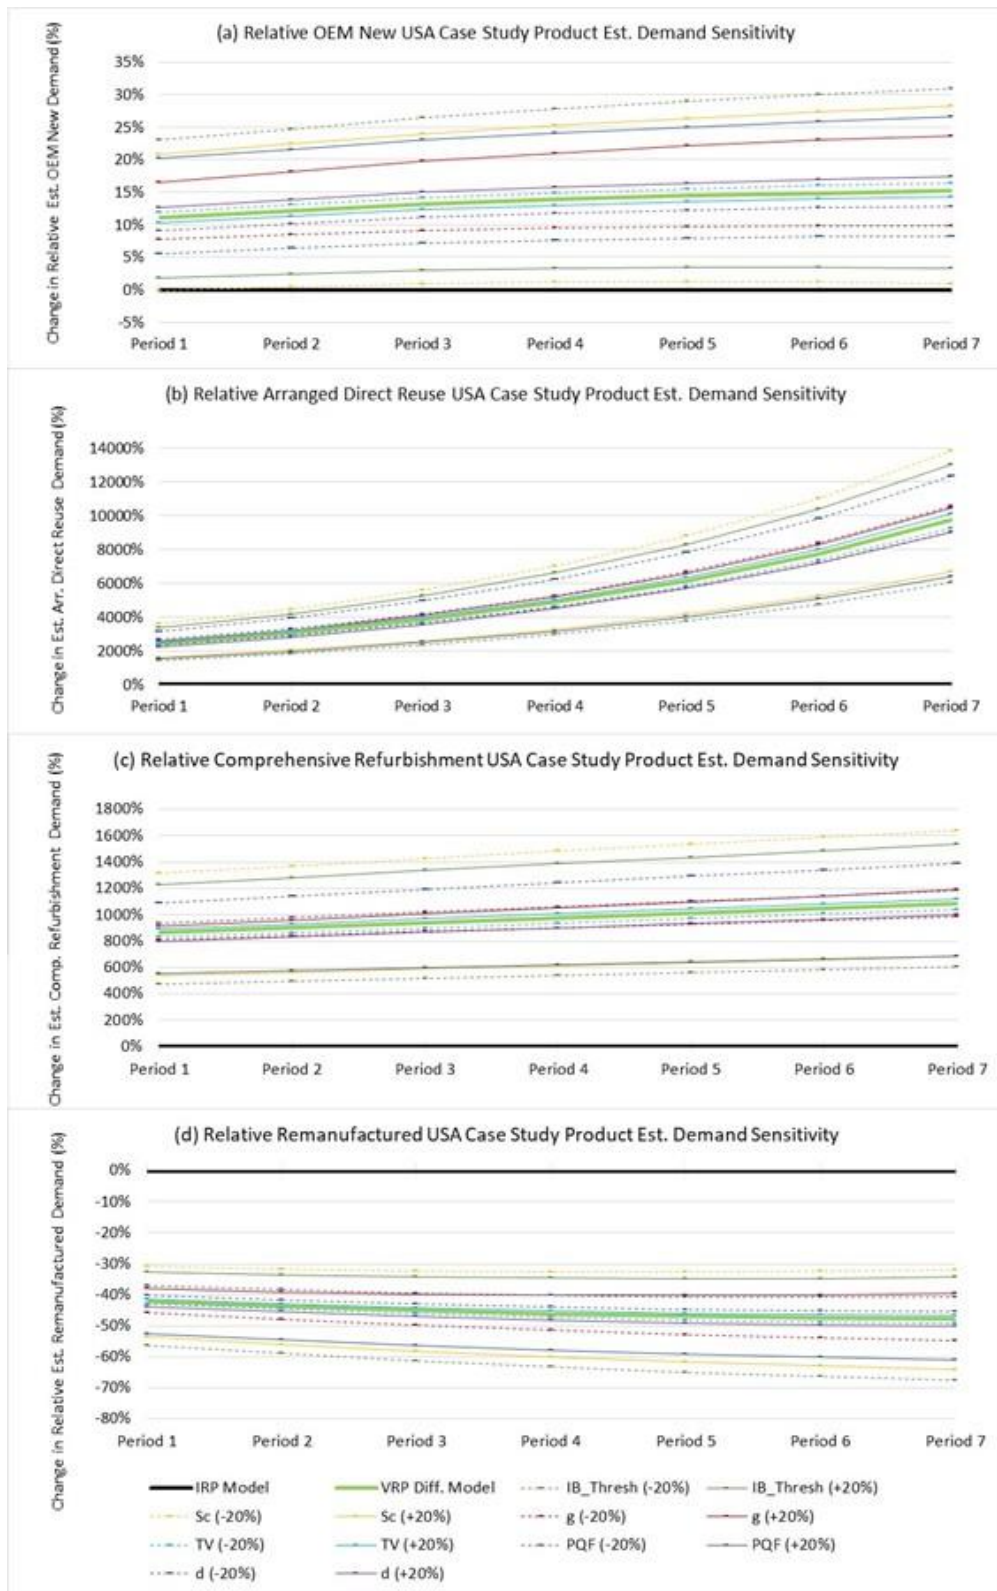 (a) Relative OEM New USA Case Study Product Est. Demand Sensitivity
Change in Relative Est. OEM New Demand (%)
35%
30%
25%
20%
15%
10%
5%
0%
-5%
Period 1 Period 2 Period 3 Period 4 Period 5 Period 6 Period 7
(b) Relative Arranged Direct Reuse USA Case Study Product Est. Demand Sensitivity
Change in Est. Arr. Direct Reuse Demand (%)
14000%
12000%
10000%
8000%
6000%
4000%
2000%
0%
Period 1 Period 2 Period 3 Period 4 Period 5 Period 6 Period 7
(c) Relative Comprehensive Refurbishment USA Case Study Product Est. Demand Sensitivity
Change in Est. Comp. Refurbishment Demand (%)
1800%
1600%
1400%
1200%
1000%
800%
600%
400%
200%
0%
Period 1 Period 2 Period 3 Period 4 Period 5 Period 6 Period 7
(d) Relative Remanufactured USA Case Study Product Est. Demand Sensitivity
Change in Relative Est. Remanufactured Demand (%)
0%
-10%
-20%
-30%
-40%
-50%
-60%
-70%
-80%
Period 1 Period 2 Period 3 Period 4 Period 5 Period 6 Period 7
IRP Model VRP Diff. Model IB_Thresh (-20%) IB_Thresh (+20%)
Sc (-20%) Sc (+20%) g (-20%) g (+20%)
TV (-20%) TV (+20%) PQF (-20%) PQF (+20%)
d (-20%) d (+20%)